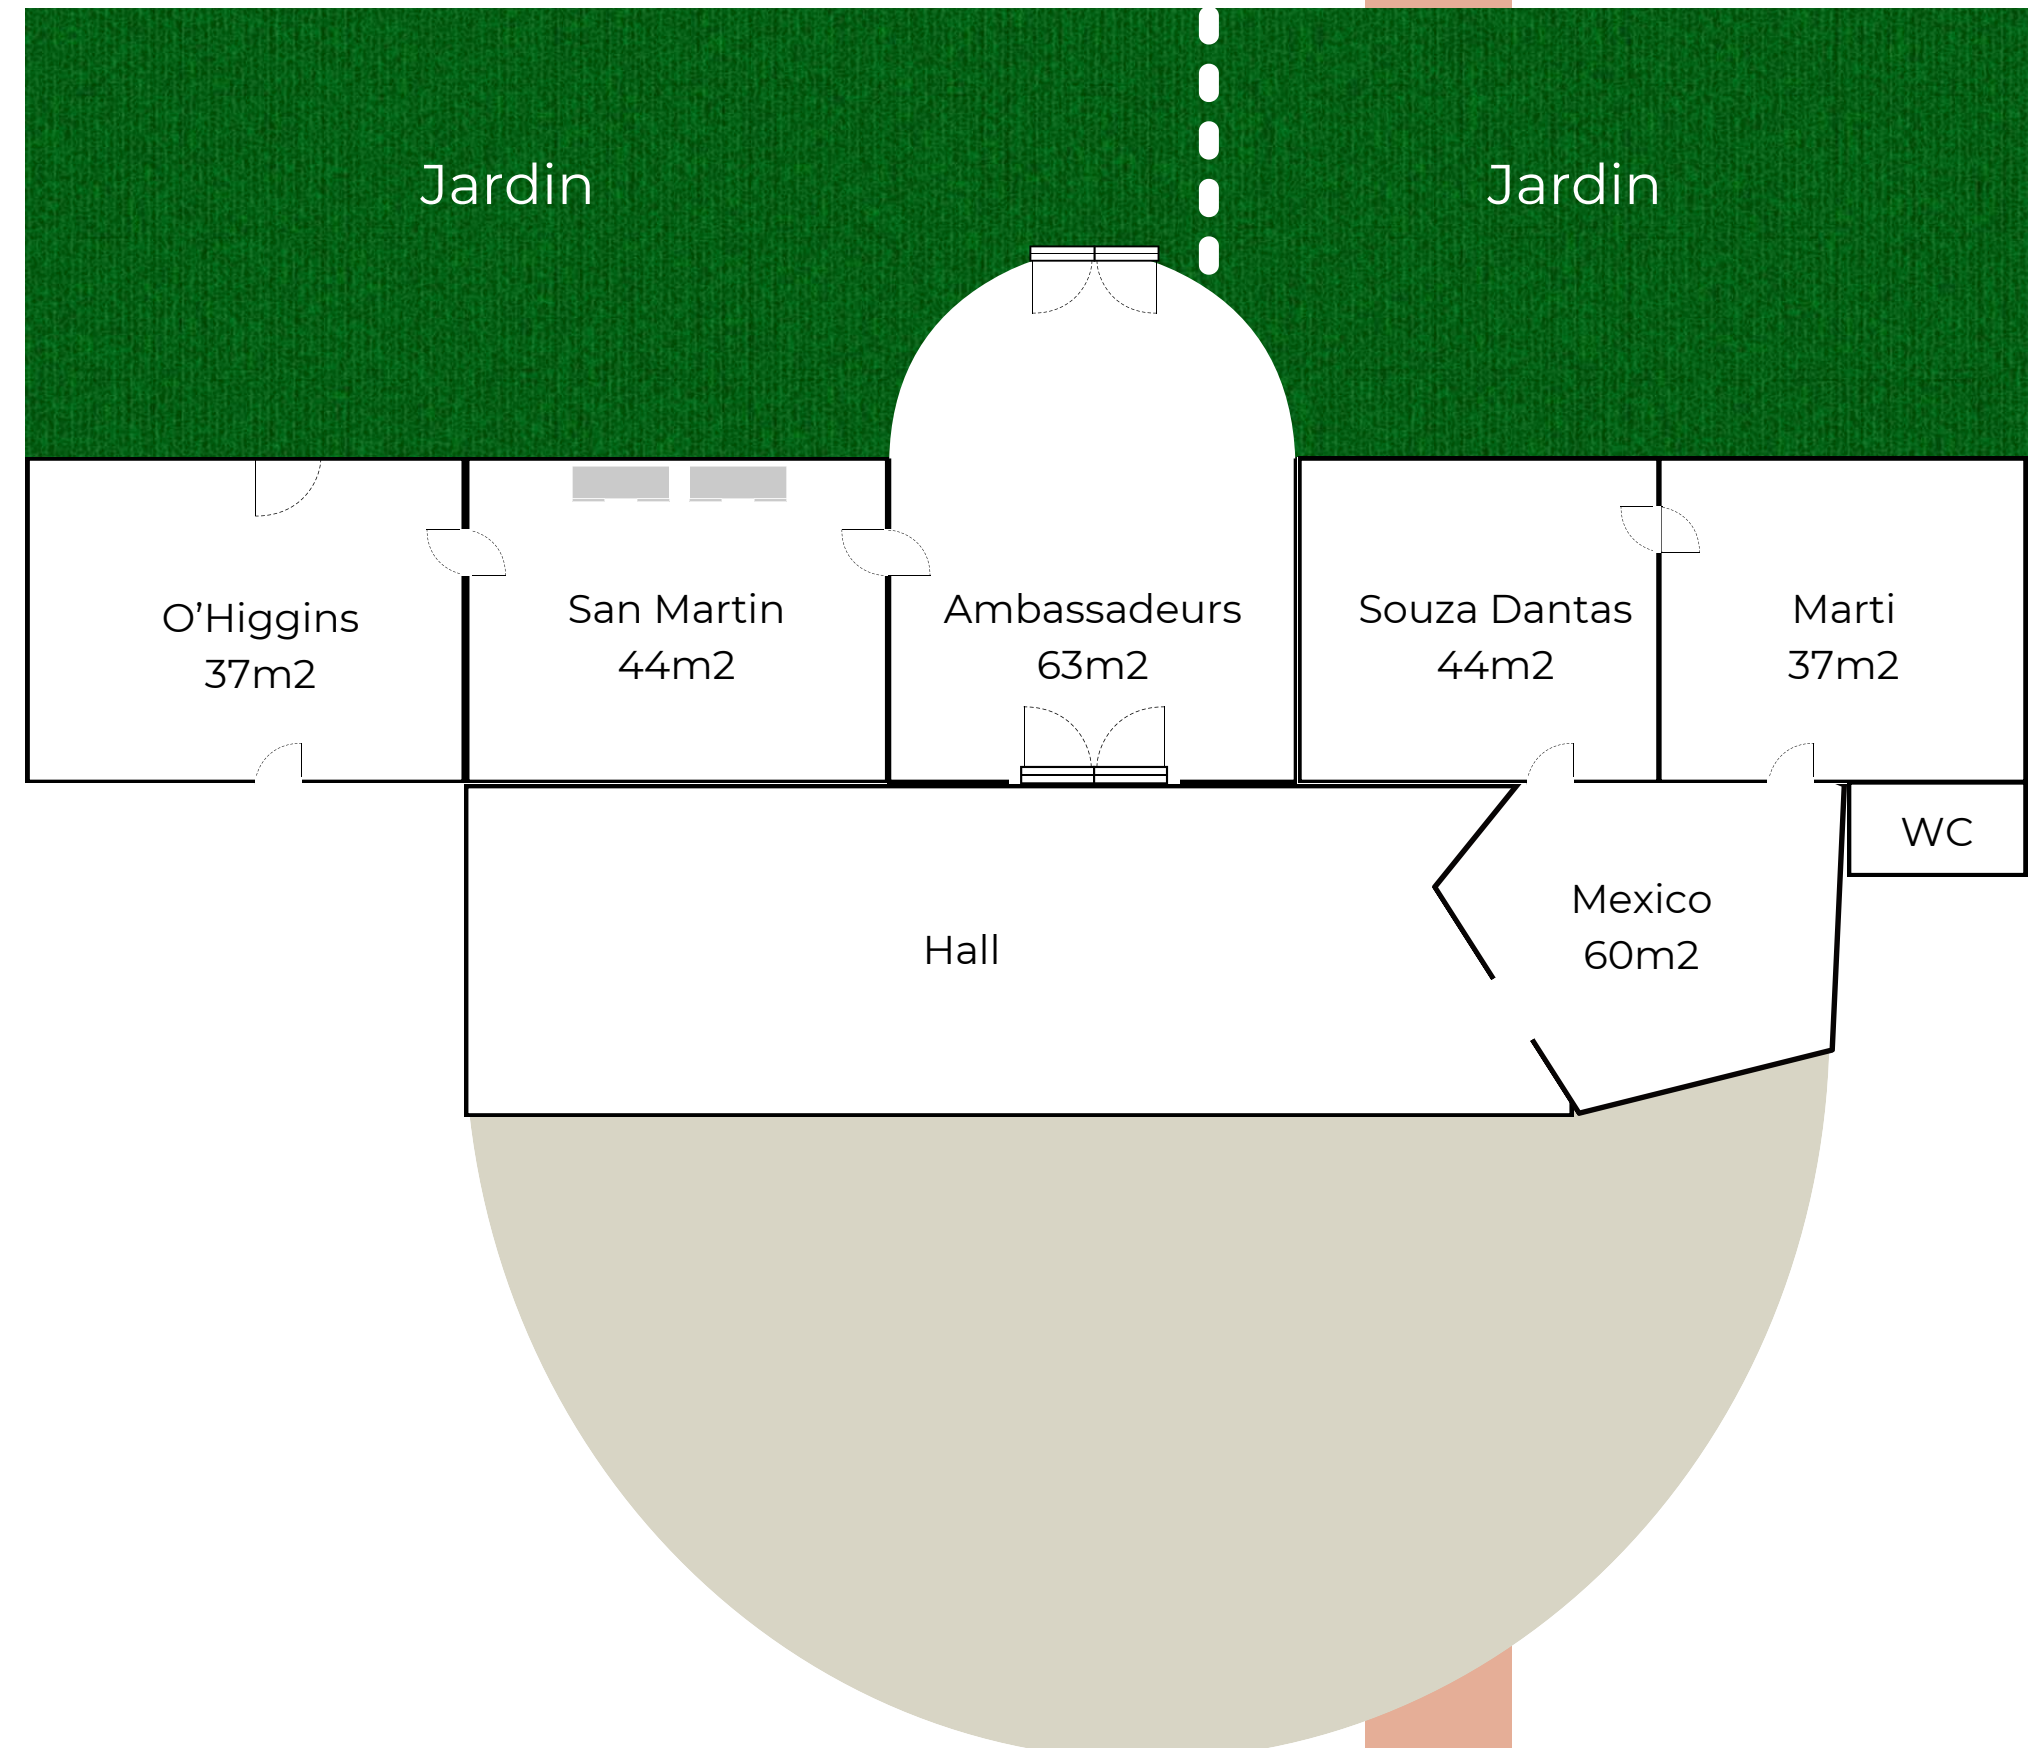 Jardin
Jardin
O’Higgins
37m2
San Martin
44m2
Ambassadeurs
63m2
Souza Dantas
44m2
Marti
37m2
WC
Mexico
60m2
Hall